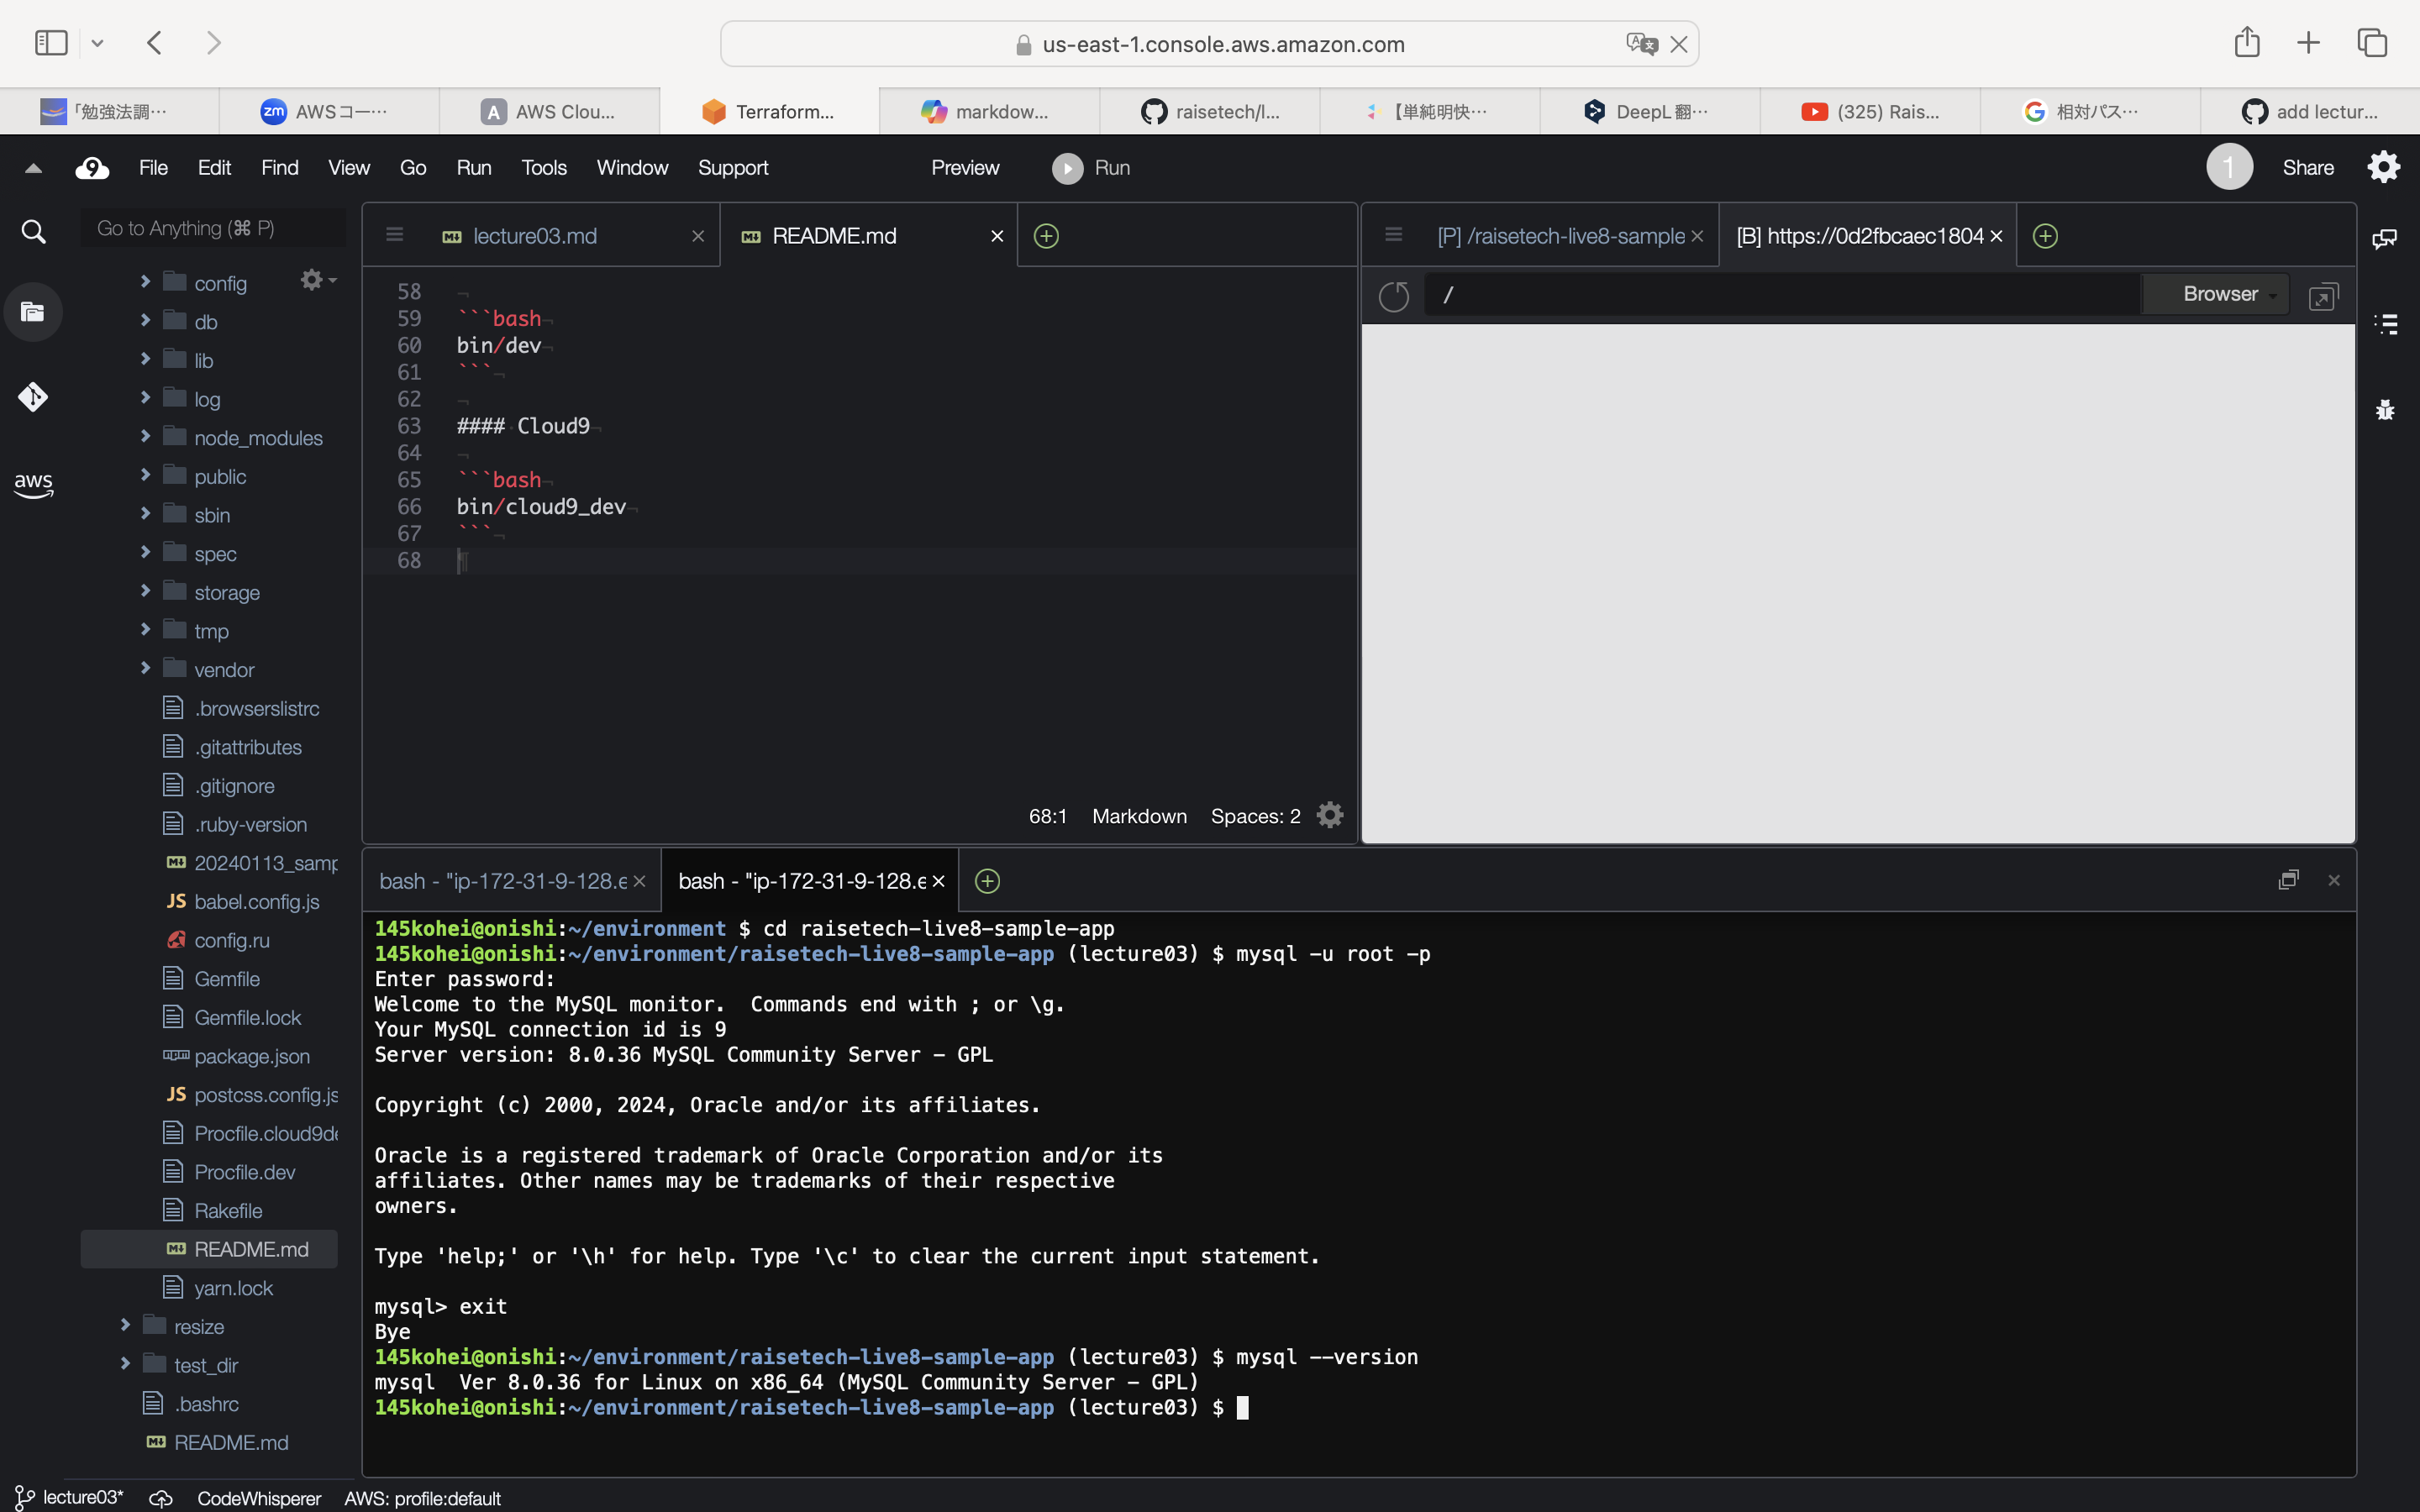 us-east-1.console.aws.amazon.com
「勉強法調…
zm AWSコー…
A AWS Clou...
Terraform...
markdow...
raisetech/l...
【単純明快…
DeepL 翻…
(325) Rais...
相対パス…
add lectur...
9 File Edit Find View Go Run Tools Window Support Preview Run 1 Share
Go to Anything (⌘ P)
config
db
lib
log
node_modules
public
sbin
spec
storage
tmp
vendor
.browserslistrc
.gitattributes
.gitignore
.ruby-version
20240113_samp
babel.config.js
config.ru
Gemfile
Gemfile.lock
package.json
postcss.config.js
Procfile.cloud9de
Procfile.dev
Rakefile
README.md
yarn.lock
resize
test_dir
.bashrc
README.md
aws
lecture03.md
README.md
58 ¬
59 ```bash¬
60 bin/dev¬
61 ```¬
62 ¬
63 #### Cloud9¬
64 ¬
65 ```bash¬
66 bin/cloud9_dev¬
67 ```¬
68 ¶
68:1 Markdown Spaces: 2
[P] /raisetech-live8-sample
[B] https://0d2fbcaec1804
/
Browser
bash - "ip-172-31-9-128.e
bash - "ip-172-31-9-128.e
145kohei@onishi:~/environment $ cd raisetech-live8-sample-app
145kohei@onishi:~/environment/raisetech-live8-sample-app (lecture03) $ mysql -u root -p
Enter password:
Welcome to the MySQL monitor.  Commands end with ; or \g.
Your MySQL connection id is 9
Server version: 8.0.36 MySQL Community Server - GPL
Copyright (c) 2000, 2024, Oracle and/or its affiliates.
Oracle is a registered trademark of Oracle Corporation and/or its
affiliates. Other names may be trademarks of their respective
owners.
Type 'help;' or '\h' for help. Type '\c' to clear the current input statement.
mysql> exit
Bye
145kohei@onishi:~/environment/raisetech-live8-sample-app (lecture03) $ mysql --version
mysql  Ver 8.0.36 for Linux on x86_64 (MySQL Community Server - GPL)
145kohei@onishi:~/environment/raisetech-live8-sample-app (lecture03) $
lecture03* CodeWhisperer AWS: profile:default